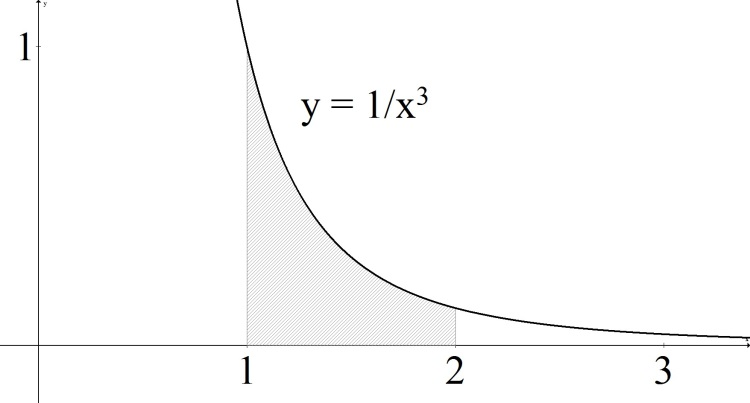 y
1
y = 1/x³
1 2 3